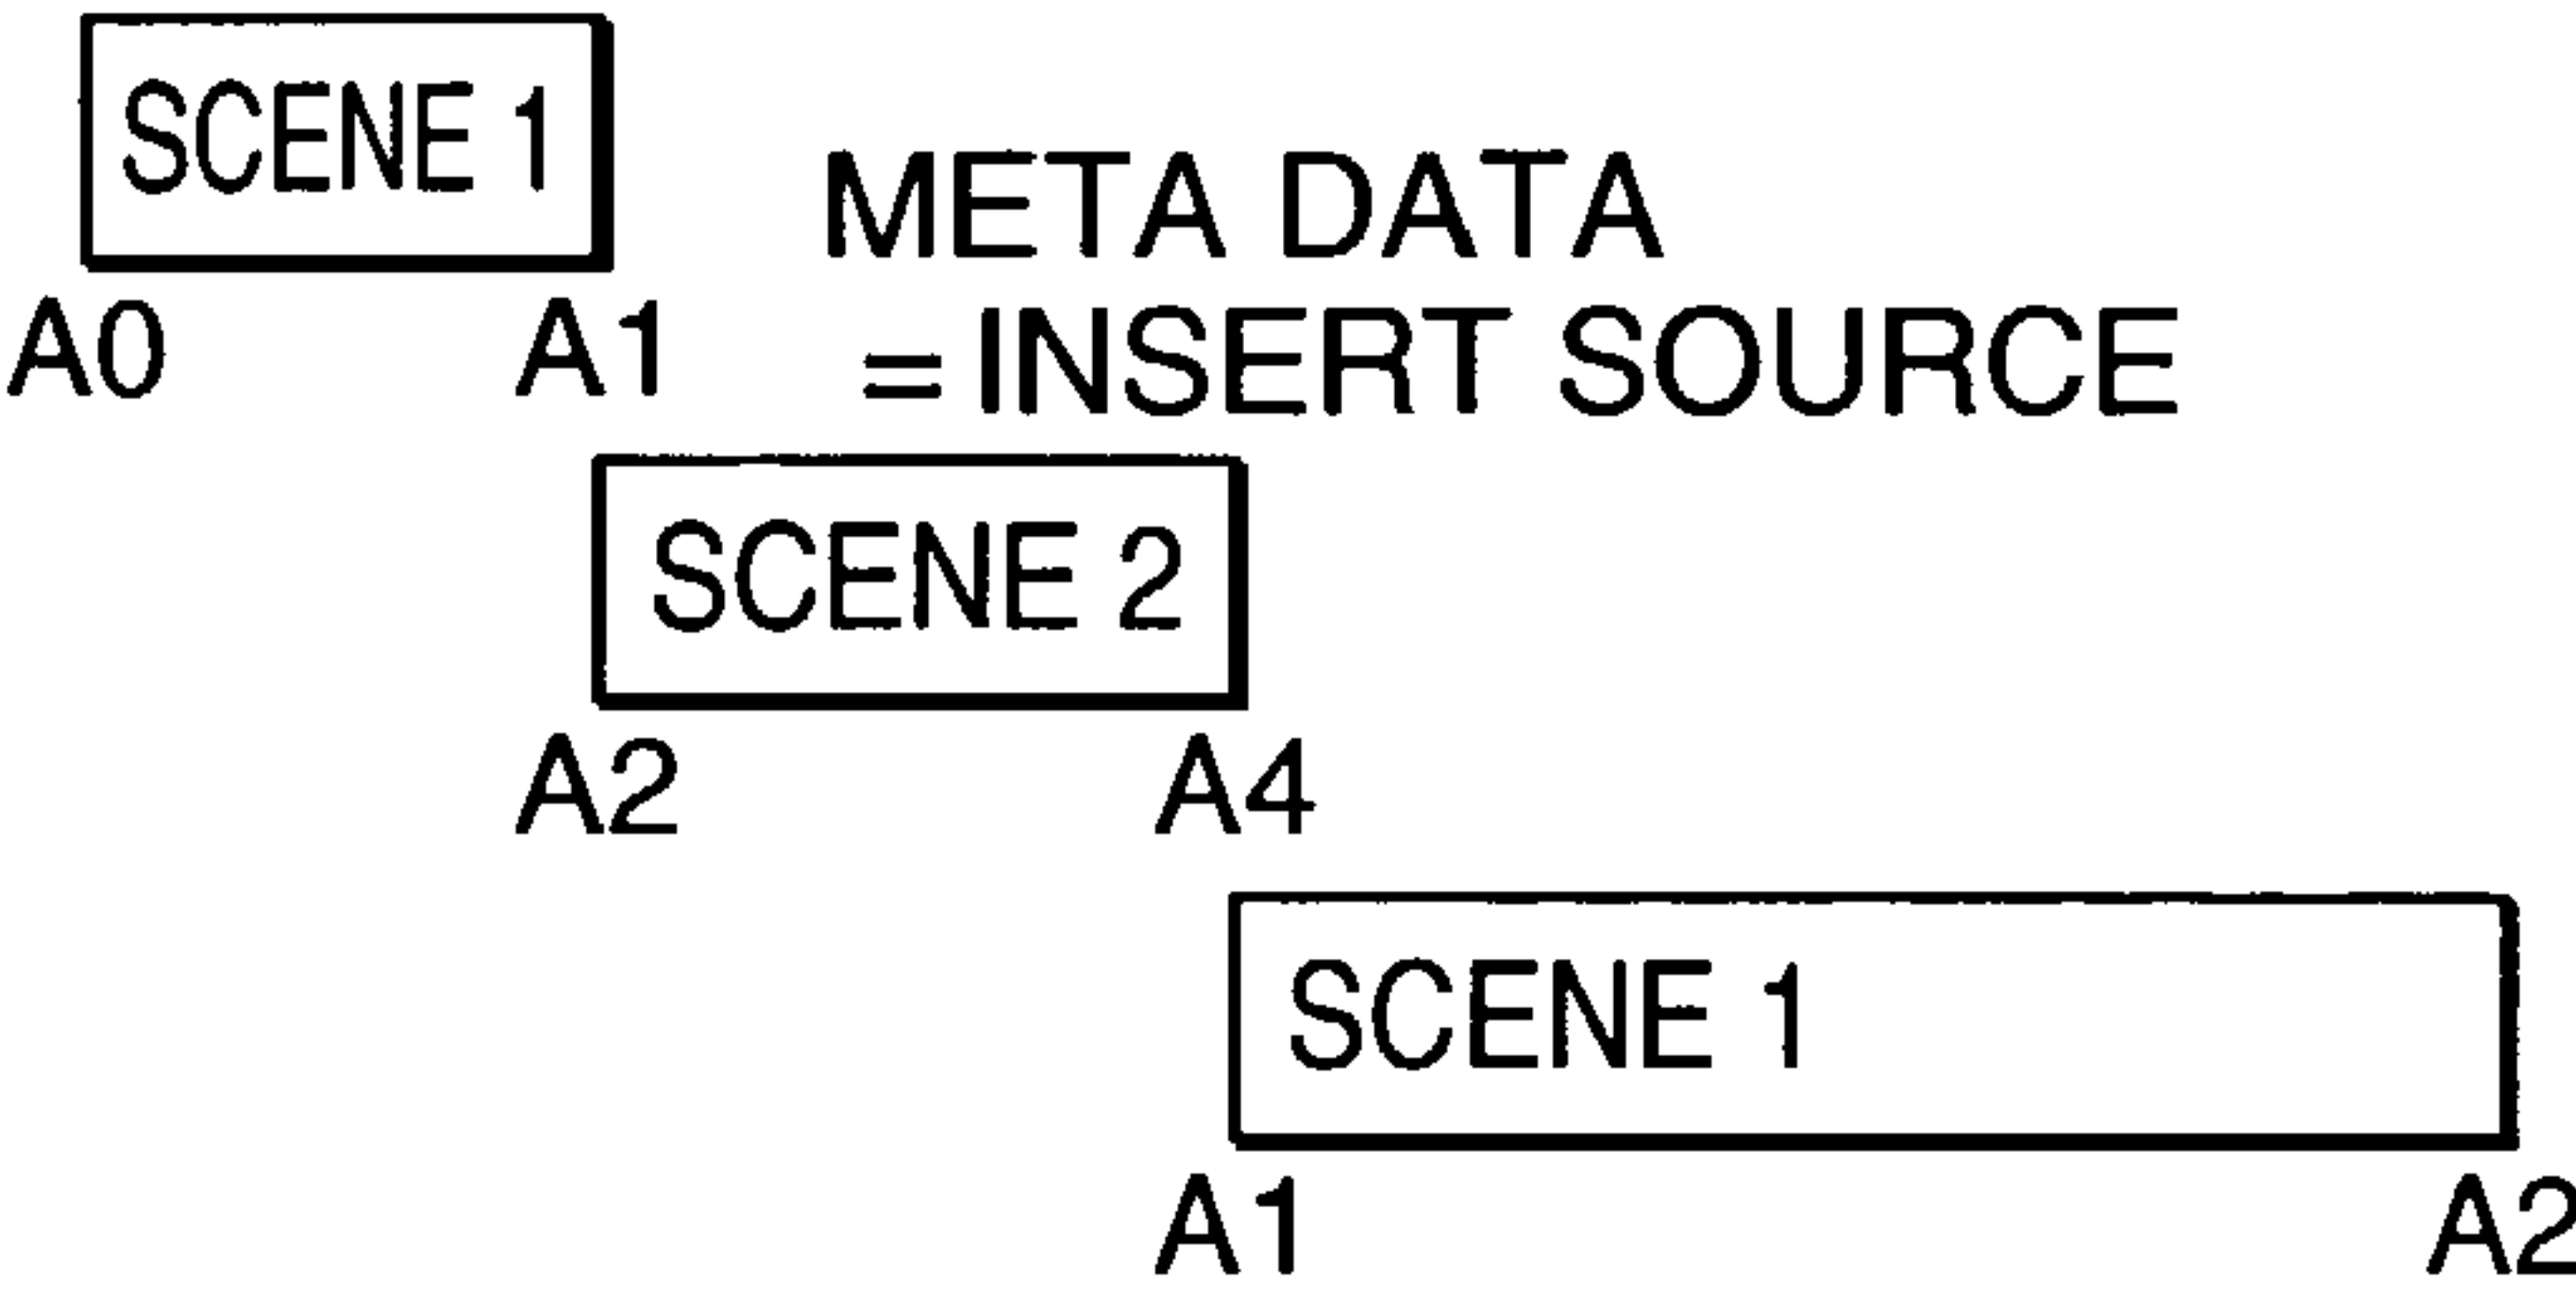 SCENE 1
A0 A1
META DATA
= INSERT SOURCE
SCENE 2
A2 A4
SCENE 1
A1 A2